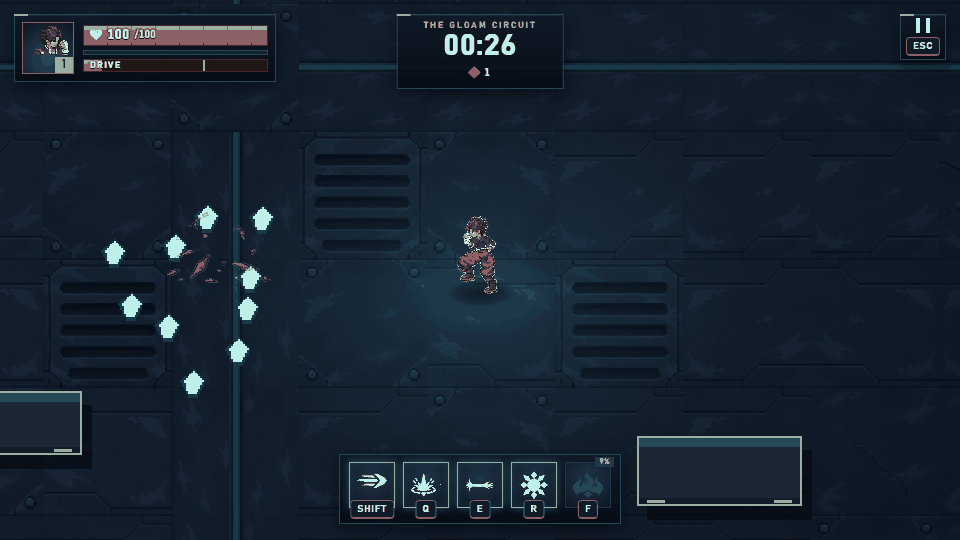 100 /100
1
DRIVE
THE GLOAM CIRCUIT
00:26
1
ESC
9%
SHIFT
Q
E
R
F